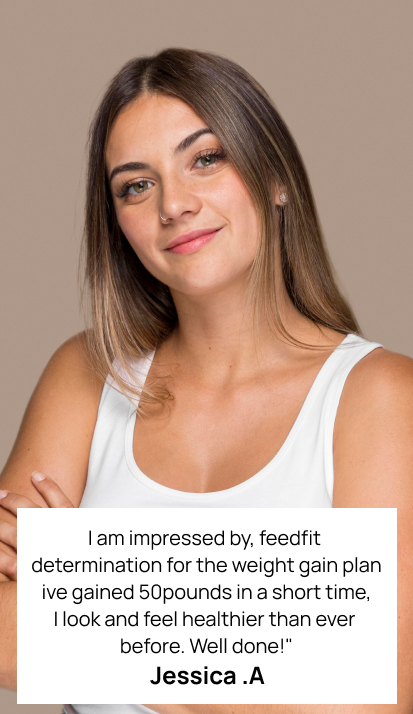 I am impressed by, feedfit
determination for the weight gain plan
ive gained 50pounds in a short time,
I look and feel healthier than ever
before. Well done!"
Jessica .A